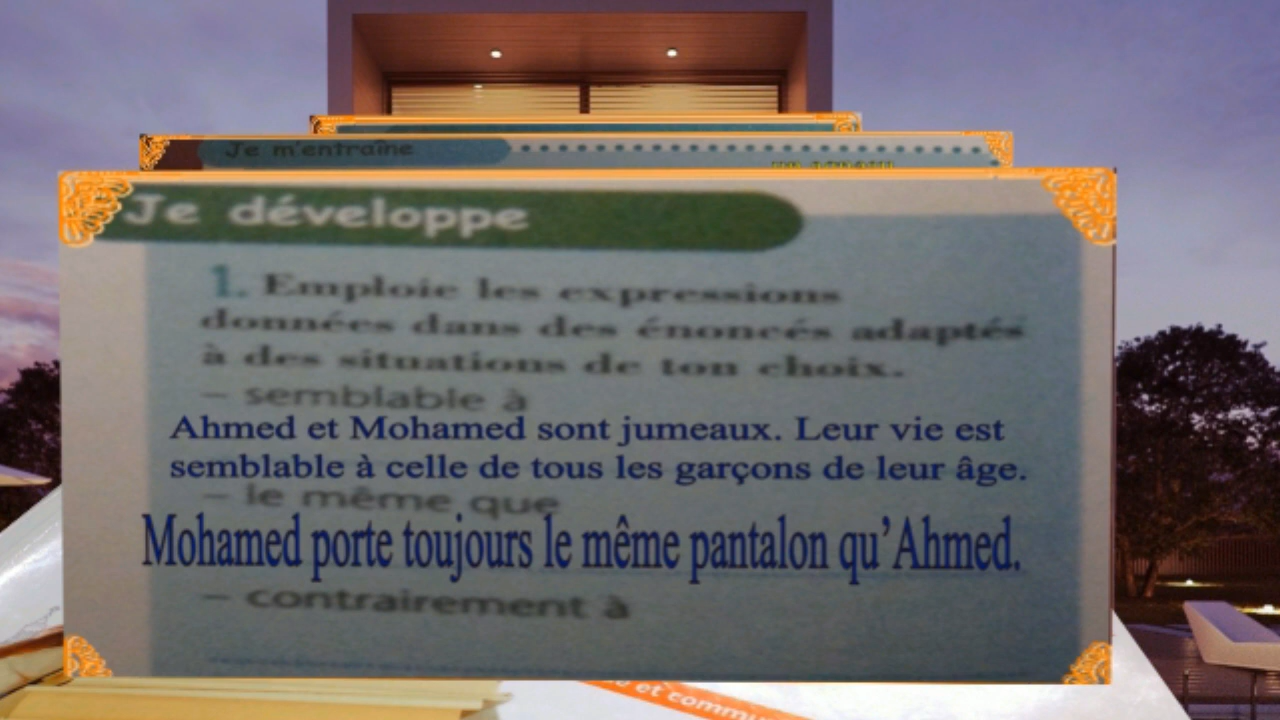 Je m'entraîne
Je développe
1. Emploie les expressions
données dans des énoncés adaptés
à des situations de ton choix.
– semblable à
Ahmed et Mohamed sont jumeaux. Leur vie est
semblable à celle de tous les garçons de leur âge.
– le même que
Mohamed porte toujours le même pantalon qu'Ahmed.
– contrairement à
et commu